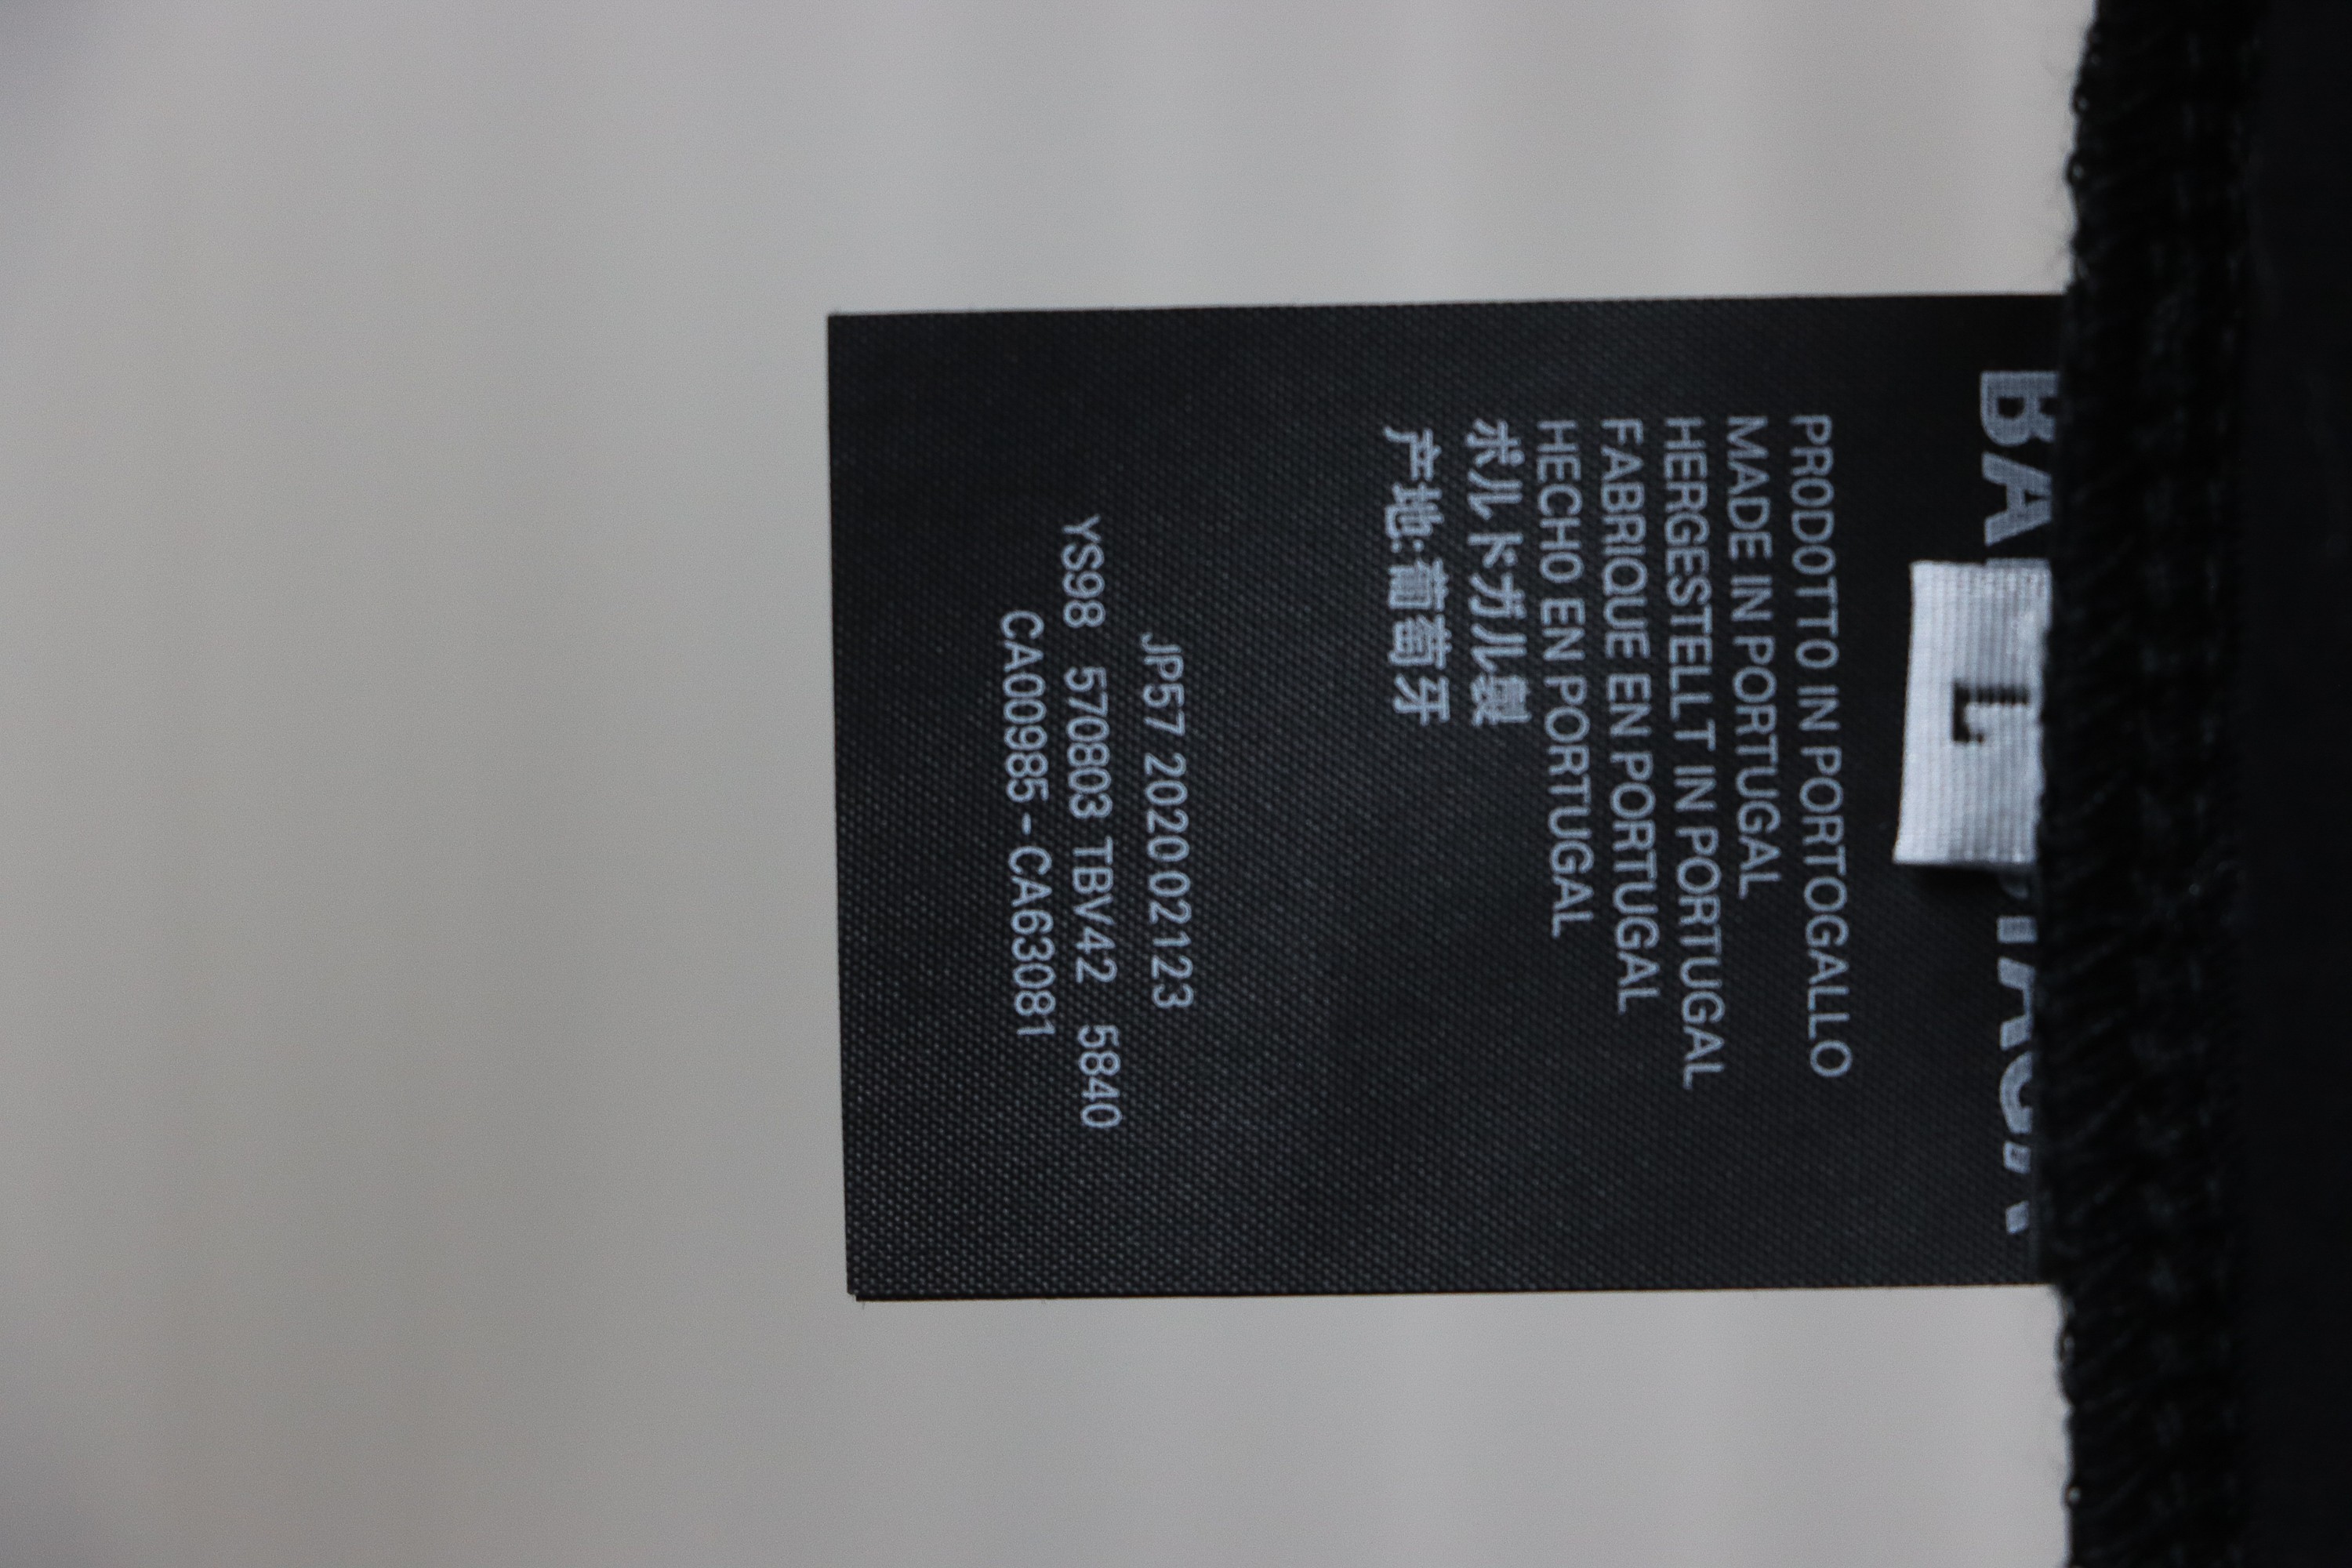 L
PRODOTTO IN PORTOGALLO
MADE IN PORTUGAL
HERGESTELLT IN PORTUGAL
FABRIQUE EN PORTUGAL
HECHO EN PORTUGAL
ポルトガル製
产地:葡萄牙
JP57 202002123
YS98 570803 TBV42 5840
CA00985-CA63081